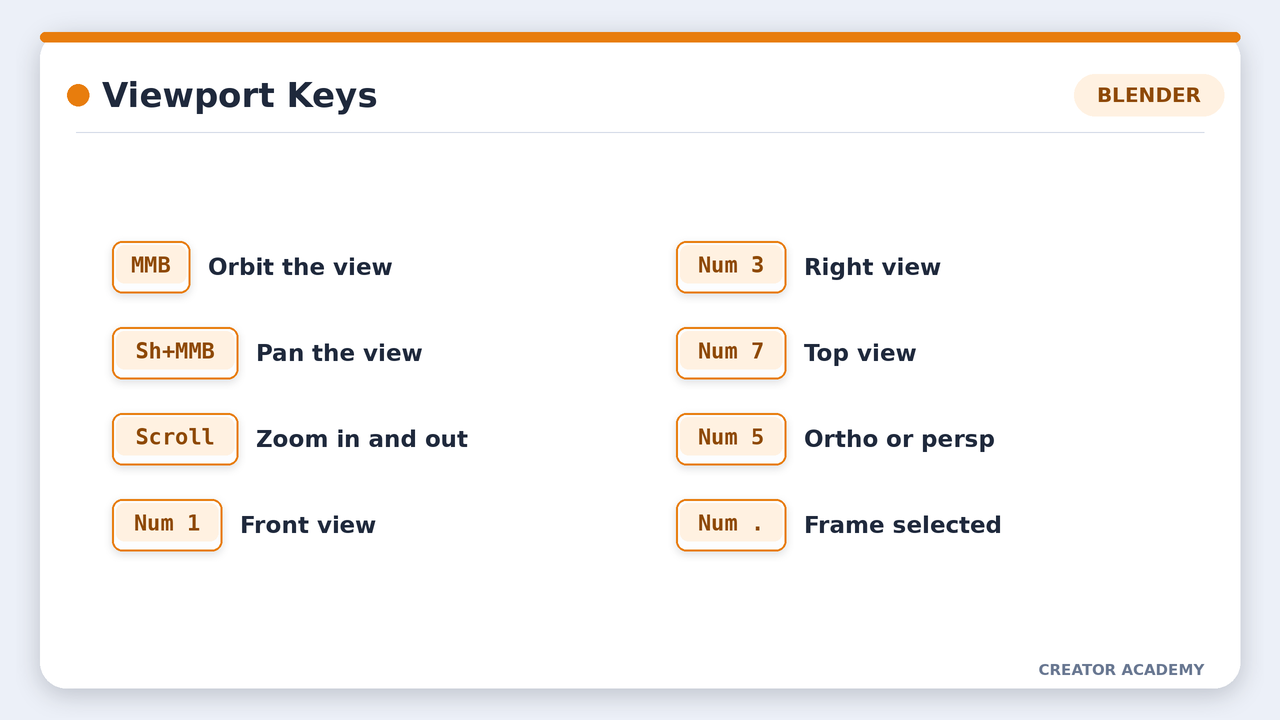 Viewport Keys
BLENDER
MMB Orbit the view
Sh+MMB Pan the view
Scroll Zoom in and out
Num 1 Front view
Num 3 Right view
Num 7 Top view
Num 5 Ortho or persp
Num . Frame selected
CREATOR ACADEMY